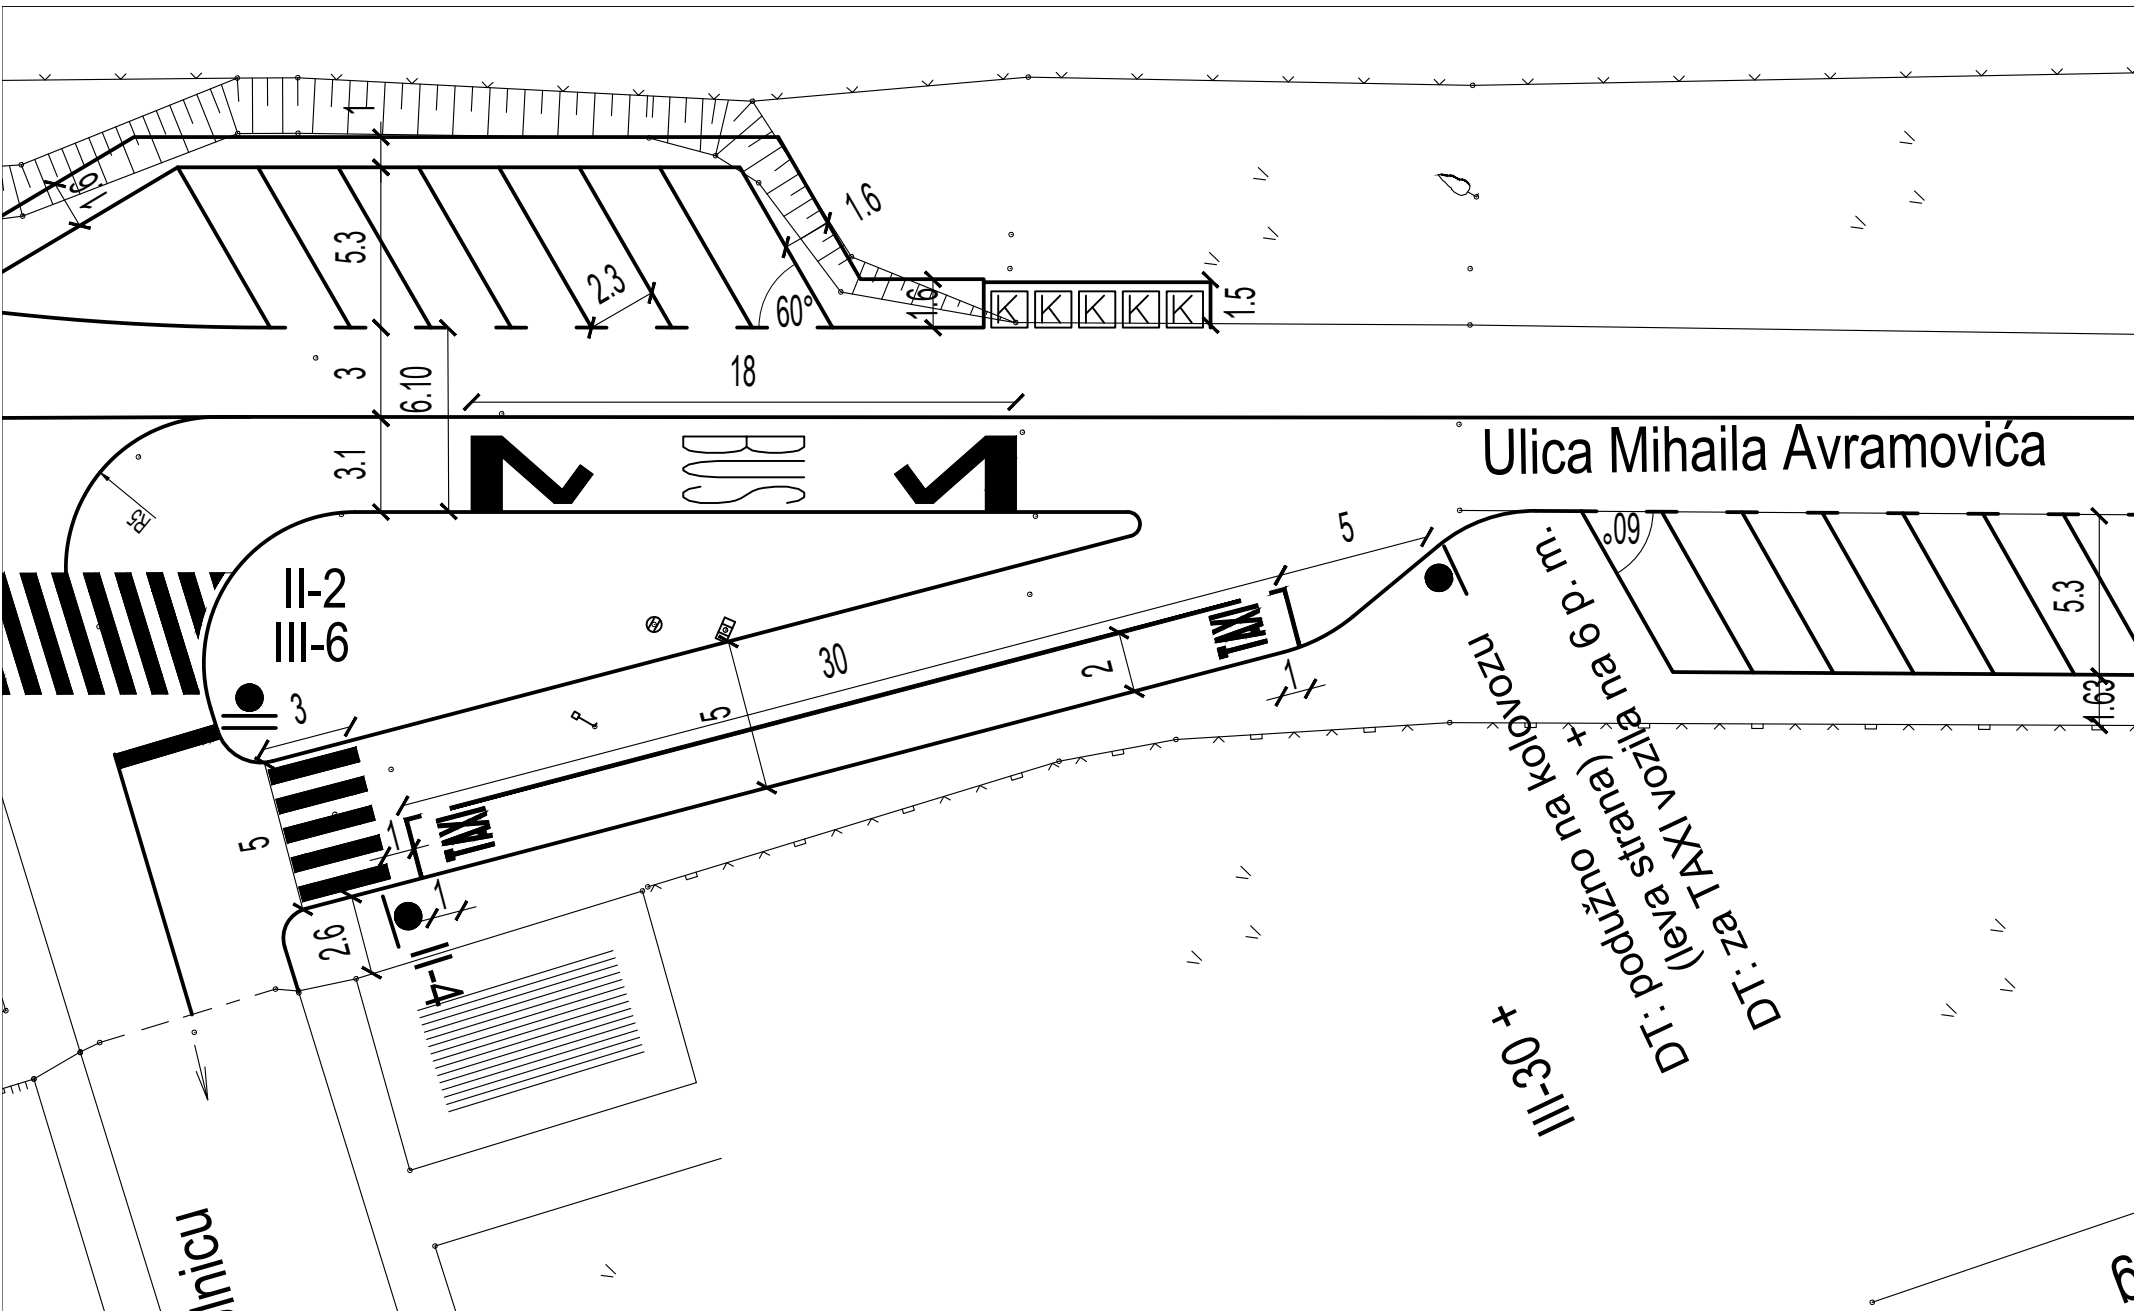 1
1.9
5.3
2.3
60°
1.6
1.6
K K K K K
1.5
3
6.10
18
3.1
BUS
Ulica Mihaila Avramovića
R5
5
60°
5.3
1.63
II-2
III-6
3
30
5
2
TAXI
1
5
1
TAXI
1
2.6
II-4
III-30 +
DT: podužno na kolovozu
(leva strana) +
DT: za TAXI vozila na 6 p. m.